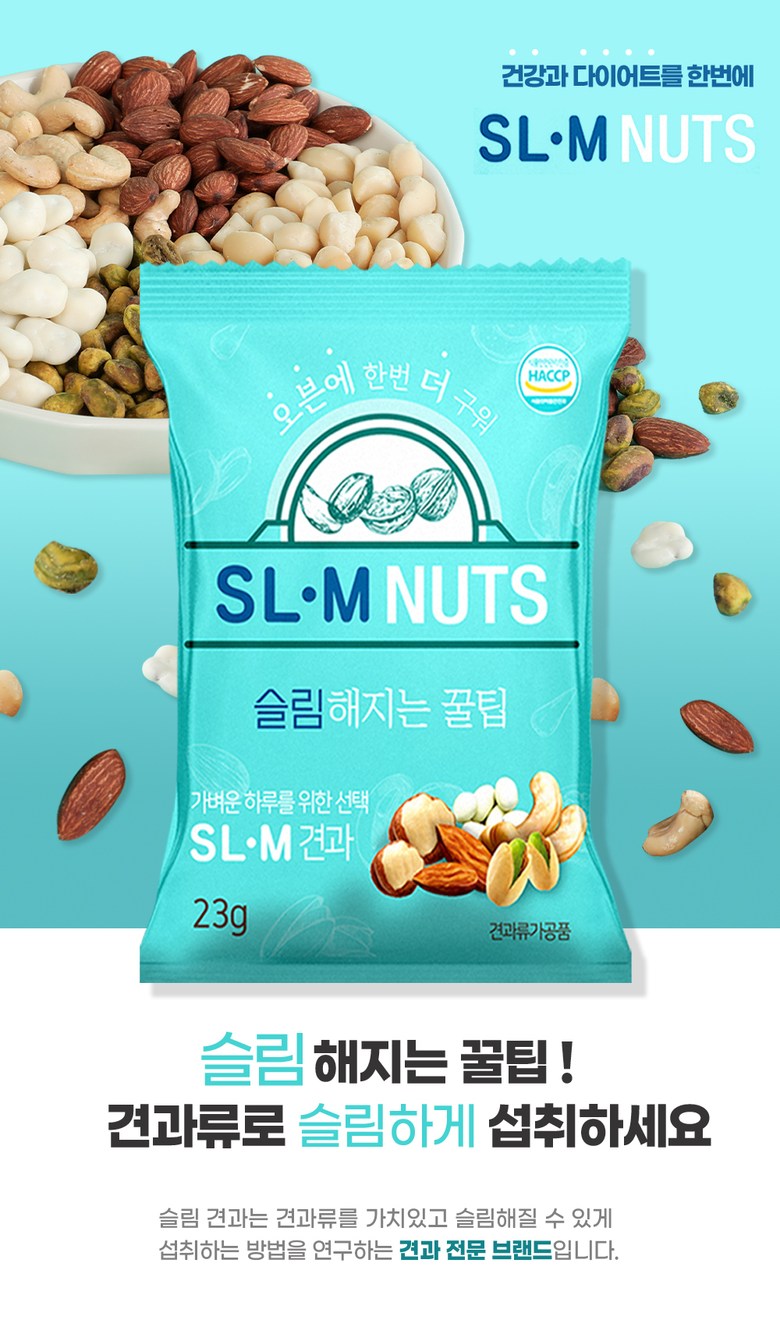 건강과 다이어트를 한번에
SL·M NUTS
오븐에 한번 더 구워
HACCP
SL·M NUTS
슬림해지는 꿀팁
가벼운 하루를 위한 선택
SL·M 견과
23g
견과류가공품
슬림해지는 꿀팁!
견과류로 슬림하게 섭취하세요
슬림 견과는 견과류를 가치있고 슬림해질 수 있게
섭취하는 방법을 연구하는 견과 전문 브랜드입니다.